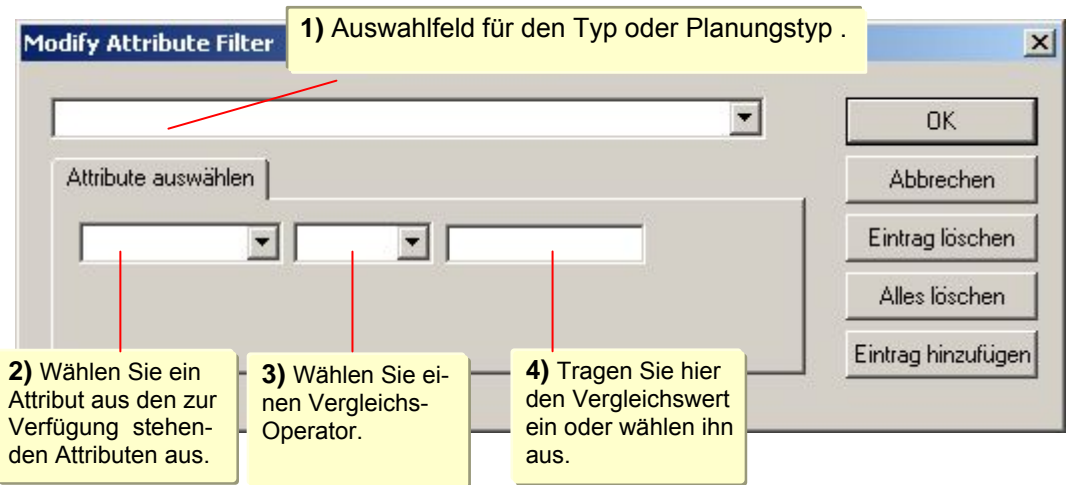 1) Auswahlfeld für den Typ oder Planungstyp .
Modify Attribute Filter
OK
Attribute auswählen
Abbrechen
Eintrag löschen
Alles löschen
Eintrag hinzufügen
2) Wählen Sie ein
Attribut aus den zur
Verfügung stehen-
den Attributen aus.
3) Wählen Sie ei-
nen Vergleichs-
Operator.
4) Tragen Sie hier
den Vergleichswert
ein oder wählen ihn
aus.